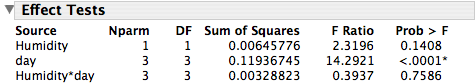 Effect Tests
Source Nparm DF Sum of Squares F Ratio Prob > F
Humidity 1 1 0.00645776 2.3196 0.1408
day 3 3 0.11936745 14.2921 <.0001*
Humidity*day 3 3 0.00328823 0.3937 0.7586